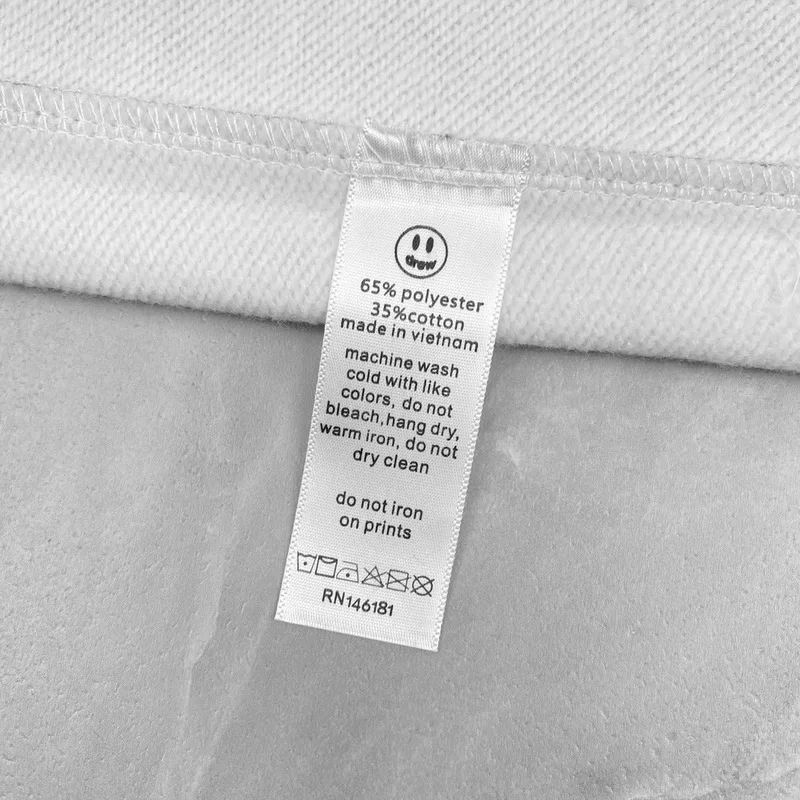 drew
65% polyester
35%cotton
made in vietnam
machine wash
cold with like
colors, do not
bleach,hang dry,
warm iron, do not
dry clean
do not iron
on prints
RN146181